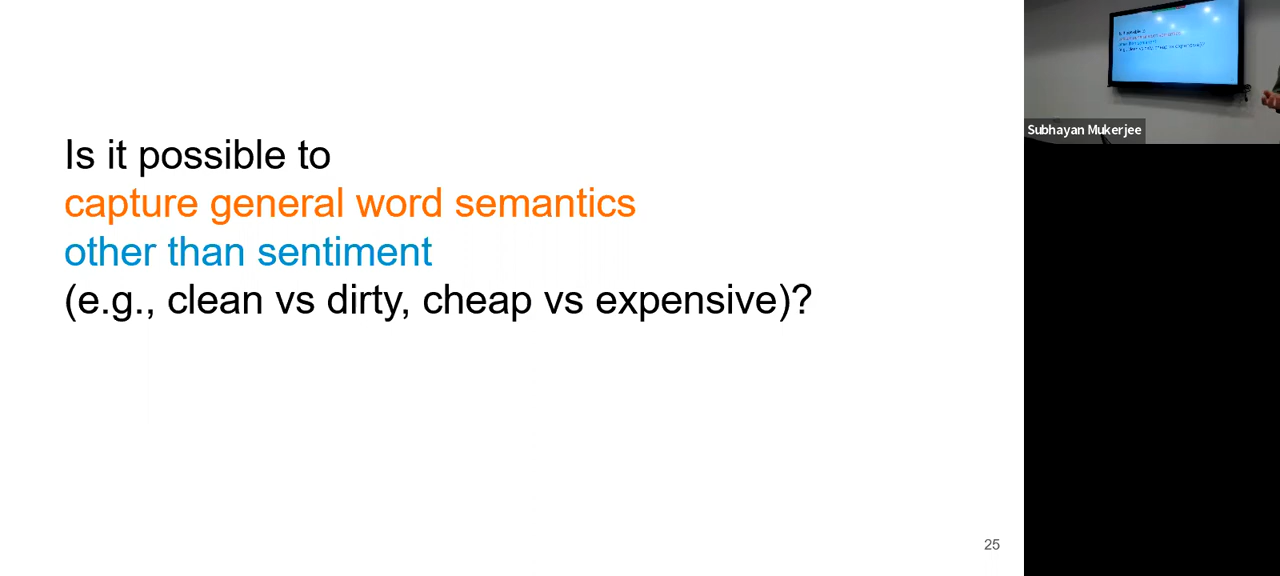 Is it possible to
capture general word semantics
other than sentiment
(e.g., clean vs dirty, cheap vs expensive)?
25
Subhayan Mukerjee